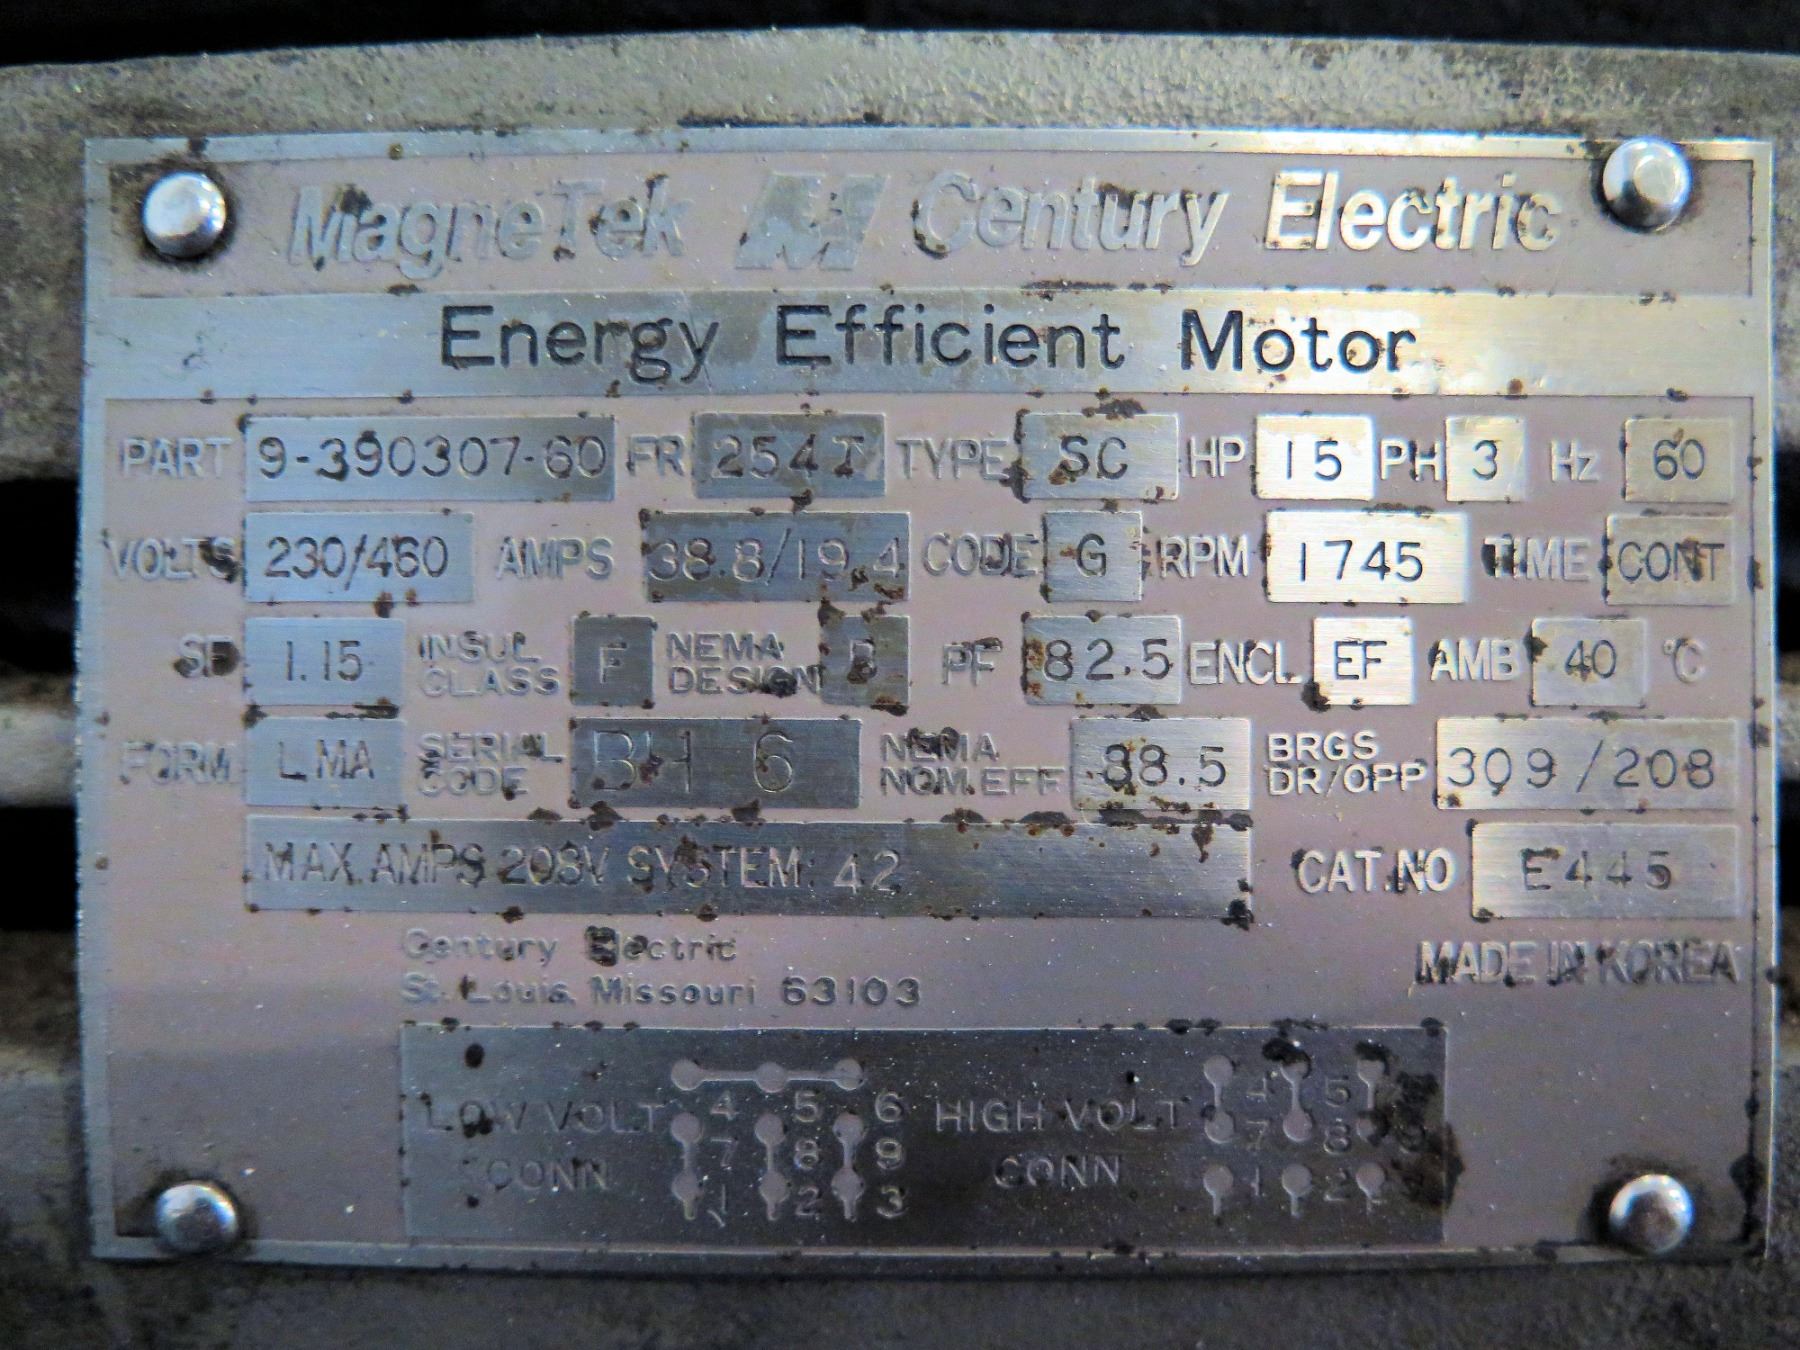 MagneTek M Century Electric
Energy Efficient Motor
PART 9-390307-60 FR 254T TYPE SC HP 15 PH 3 Hz 60
VOLTS 230/460 AMPS 38.8/19.4 CODE G RPM 1745 TIME CONT
SF 1.15 INSUL CLASS F NEMA DESIGN B PF 82.5 ENCL EF AMB 40 °C
FORM LMA SERIAL CODE BH 6 NEMA NOM.EFF 88.5 BRGS DR/OPP 309/208
MAX.AMPS 208V SYSTEM: 42 CAT.NO E445
Century Electric
St. Louis, Missouri 63103
MADE IN KOREA
LOW VOLT CONN 4 5 6 7 8 9 1 2 3
HIGH VOLT CONN 4 5 7 8 9 1 2